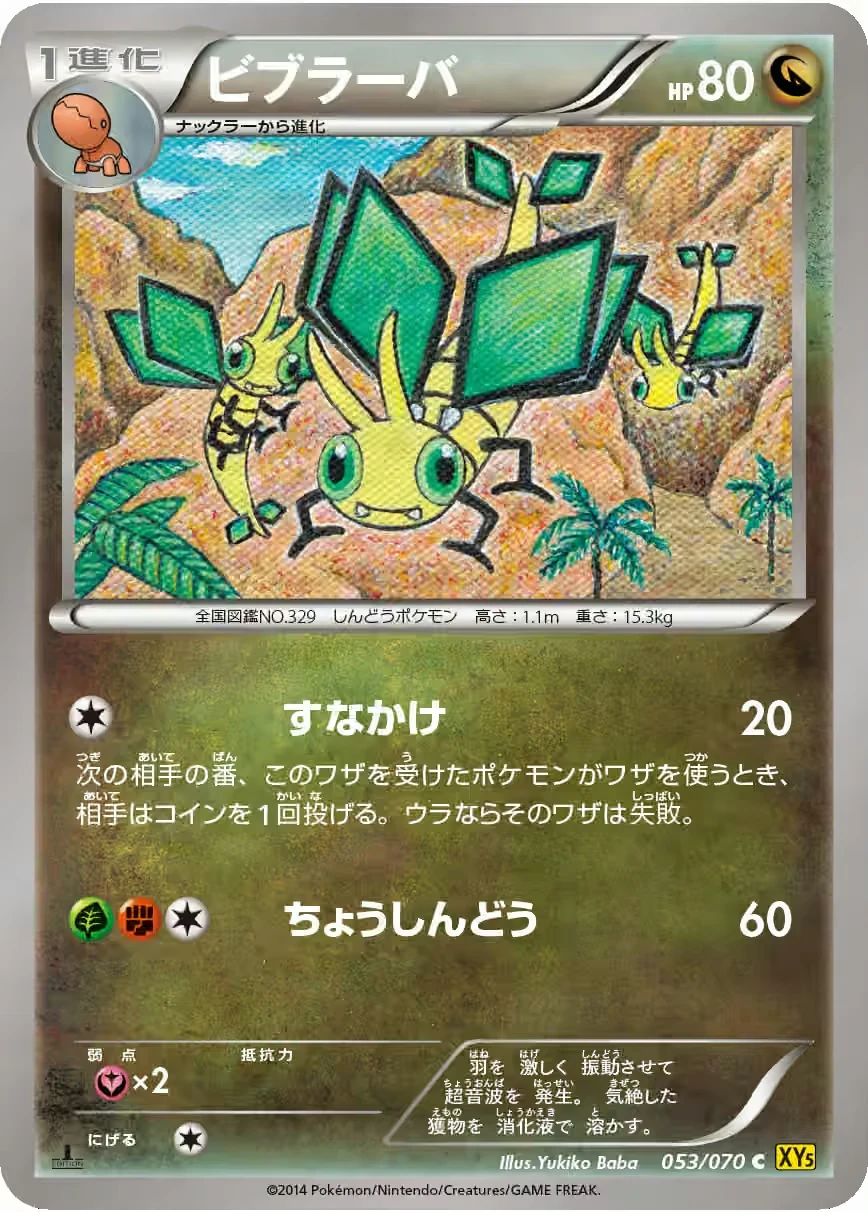 1進化
ビブラーバ
HP80
ナックラーから進化
全国図鑑NO.329 しんどうポケモン 高さ:1.1m 重さ:15.3kg
すなかけ 20
次の相手の番、このワザを受けたポケモンがワザを使うとき、
相手はコインを1回投げる。ウラならそのワザは失敗。
ちょうしんどう 60
弱点 抵抗力
×2
にげる
羽を 激しく 振動させて
超音波を 発生。 気絶した
獲物を 消化液で 溶かす。
1 EDITION
Illus.Yukiko Baba 053/070 C XY5
©2014 Pokémon/Nintendo/Creatures/GAME FREAK.